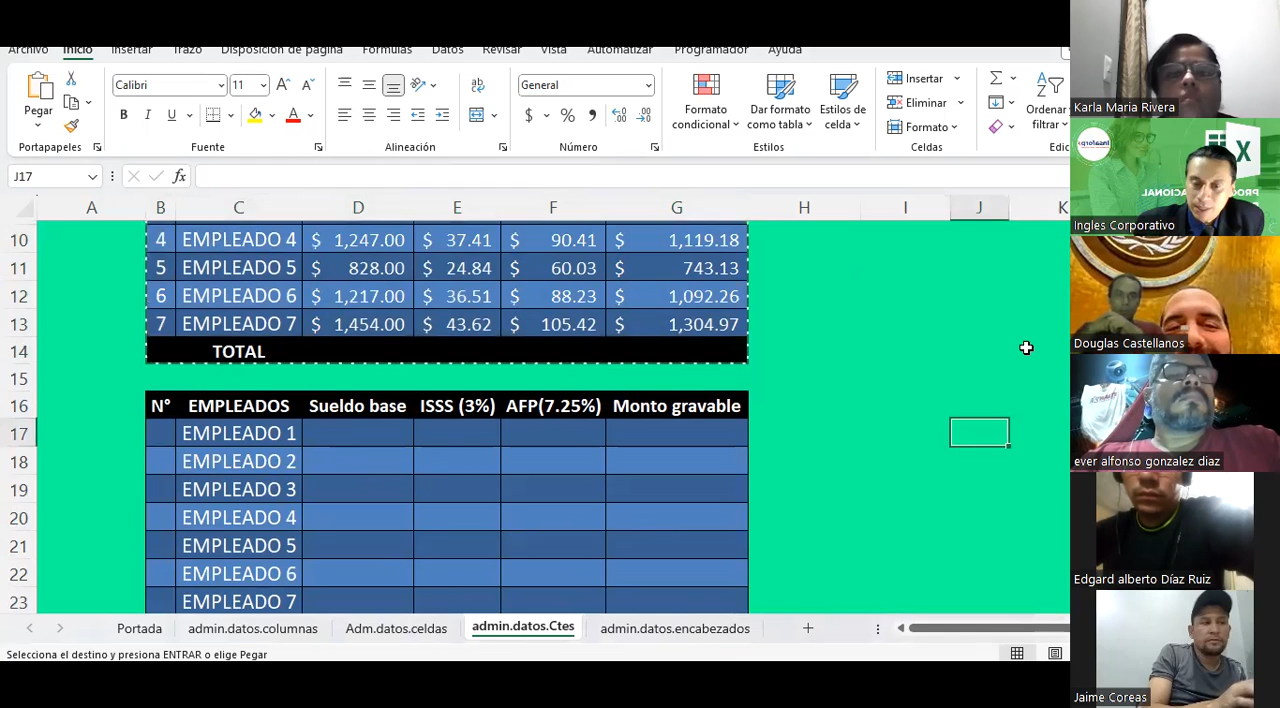 Archivo Inicio Insertar Trazo Disposición de página Fórmulas Datos Revisar Vista Automatizar Programador Ayuda
Pegar
Calibri 11
N K S
General
$ % 9
Formato condicional
Dar formato como tabla
Estilos de celda
Insertar
Eliminar
Formato
Ordenar
filtrar
Portapapeles Fuente Alineación Número Estilos Celdas Edic
J17 fx
A B C D E F G H I J K
10 4 EMPLEADO 4 $ 1,247.00 $ 37.41 $ 90.41 $ 1,119.18
11 5 EMPLEADO 5 $ 828.00 $ 24.84 $ 60.03 $ 743.13
12 6 EMPLEADO 6 $ 1,217.00 $ 36.51 $ 88.23 $ 1,092.26
13 7 EMPLEADO 7 $ 1,454.00 $ 43.62 $ 105.42 $ 1,304.97
14 TOTAL
15
16 N° EMPLEADOS Sueldo base ISSS (3%) AFP(7.25%) Monto gravable
17 EMPLEADO 1
18 EMPLEADO 2
19 EMPLEADO 3
20 EMPLEADO 4
21 EMPLEADO 5
22 EMPLEADO 6
23 EMPLEADO 7
Portada admin.datos.columnas Adm.datos.celdas admin.datos.Ctes admin.datos.encabezados
Selecciona el destino y presiona ENTRAR o elige Pegar
Karla Maria Rivera
Ingles Corporativo
Douglas Castellanos
ever alfonso gonzalez diaz
Edgard alberto Díaz Ruiz
Jaime Coreas